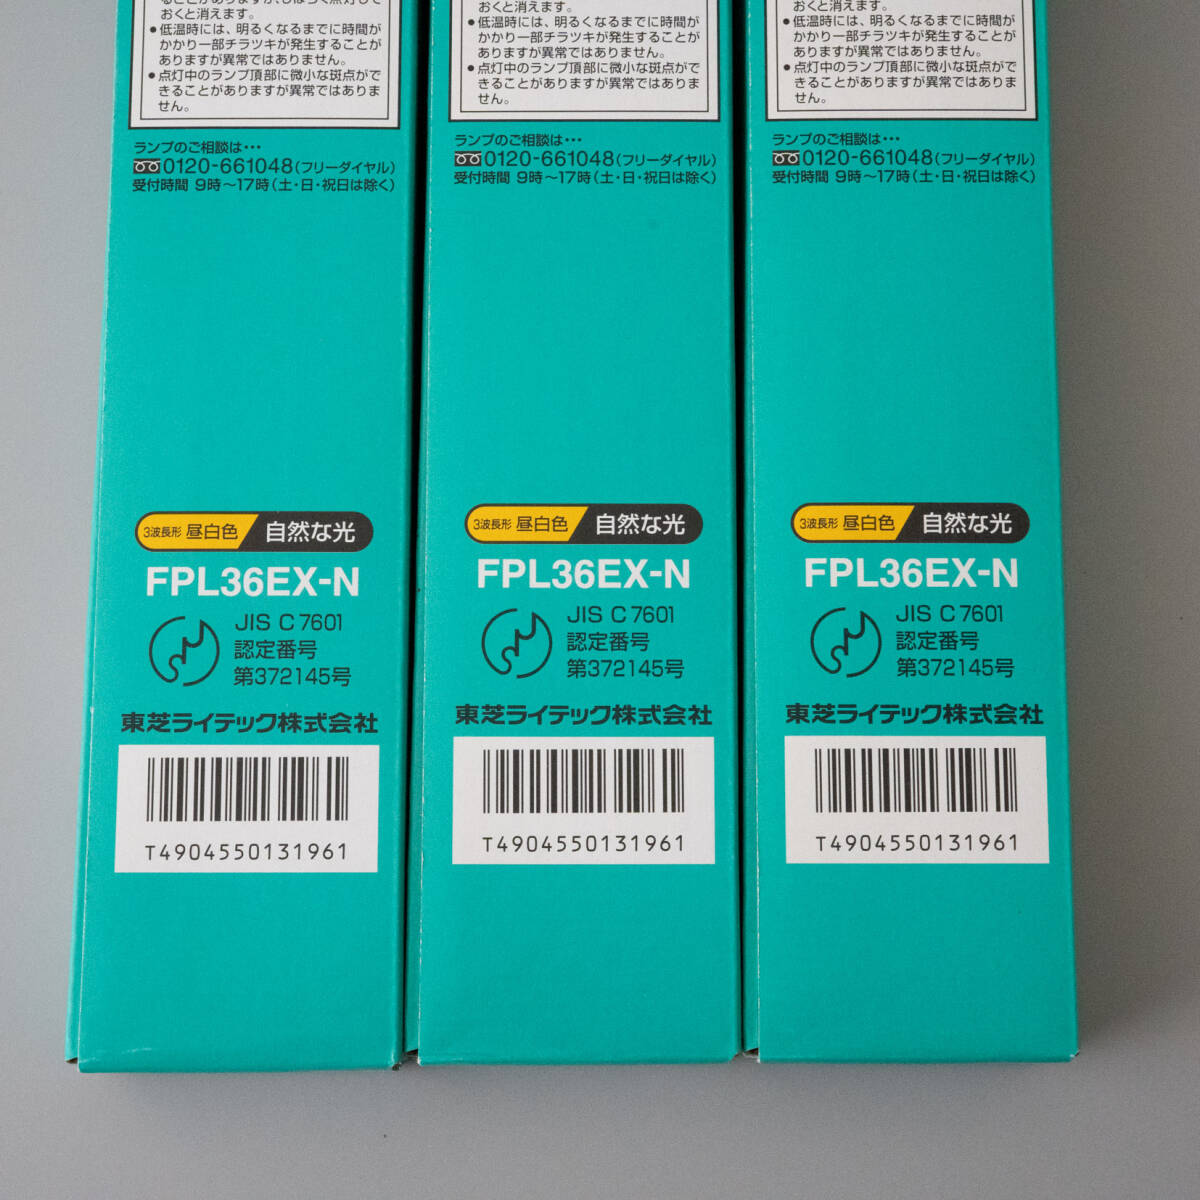 ることがありますが、しばらく点灯して
おくと消えます。
●低温時には、明るくなるまでに時間が
かかり一部チラツキが発生することが
ありますが異常ではありません。
●点灯中のランプ頂部に微小な斑点がで
きることがありますが異常ではありま
せん。
ランプのご相談は…
0120-661048(フリーダイヤル)
受付時間 9時〜17時(土・日・祝日は除く)
3波長形 昼白色 自然な光
FPL36EX-N
JIS C 7601
認定番号
第372145号
東芝ライテック株式会社
T4904550131961
おくと消えます。
●低温時には、明るくなるまでに時間が
かかり一部チラツキが発生することが
ありますが異常ではありません。
●点灯中のランプ頂部に微小な斑点がで
きることがありますが異常ではありま
せん。
ランプのご相談は…
0120-661048(フリーダイヤル)
受付時間 9時〜17時(土・日・祝日は除く)
3波長形 昼白色 自然な光
FPL36EX-N
JIS C 7601
認定番号
第372145号
東芝ライテック株式会社
T4904550131961
おくと消えます。
●低温時には、明るくなるまでに時間が
かかり一部チラツキが発生することが
ありますが異常ではありません。
●点灯中のランプ頂部に微小な斑点がで
きることがありますが異常ではありま
せん。
ランプのご相談は…
0120-661048(フリーダイヤル)
受付時間 9時〜17時(土・日・祝日は除く)
3波長形 昼白色 自然な光
FPL36EX-N
JIS C 7601
認定番号
第372145号
東芝ライテック株式会社
T4904550131961